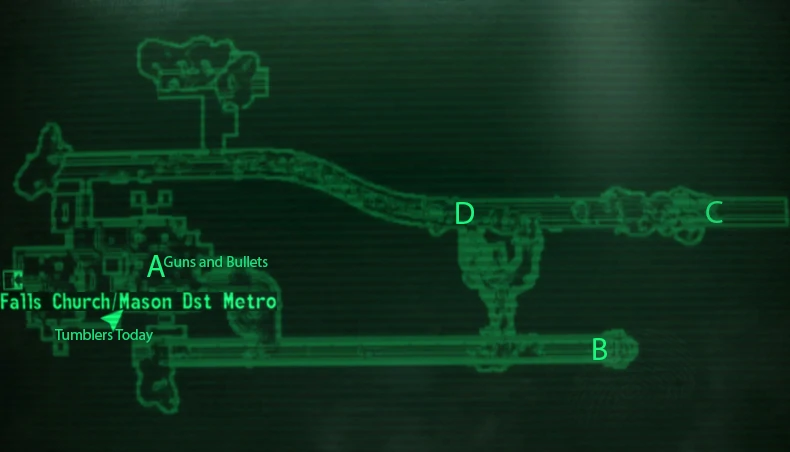 D
C
A Guns and Bullets
Falls Church/Mason Dst Metro
Tumblers Today
B